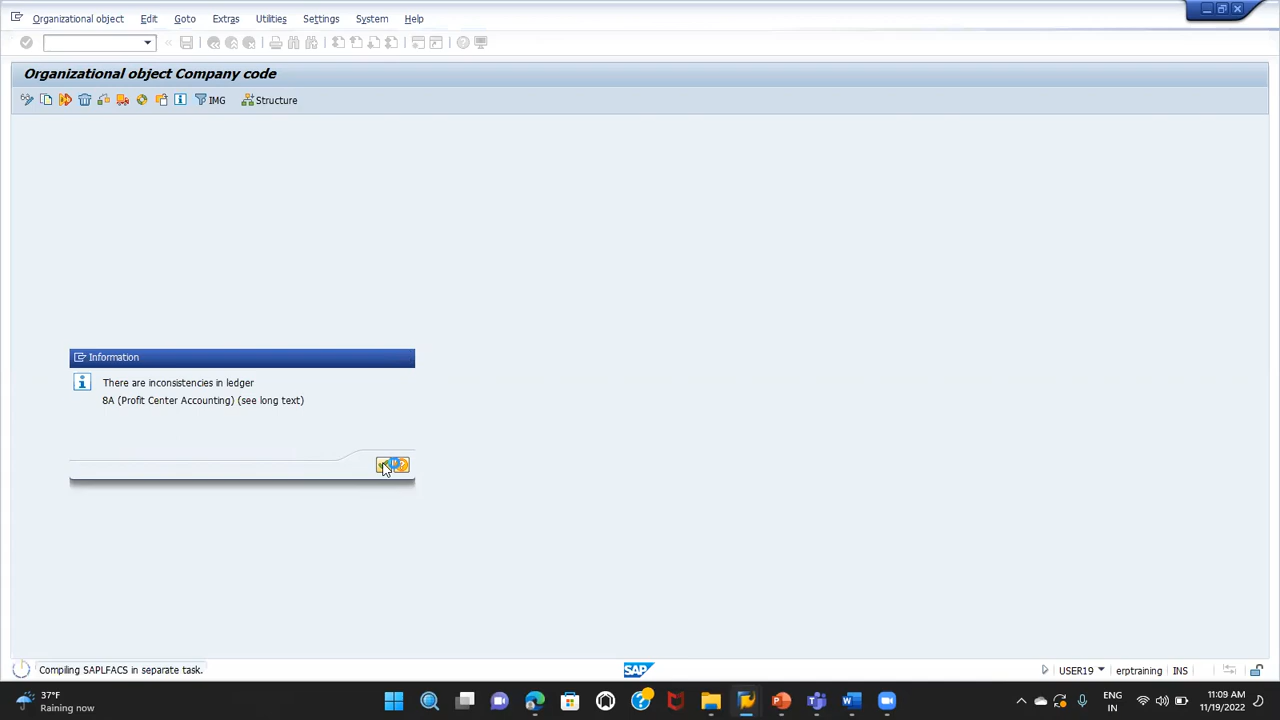 Organizational object Edit Goto Extras Utilities Settings System Help
Organizational object Company code
IMG Structure
Information
There are inconsistencies in ledger
8A (Profit Center Accounting) (see long text)
Compiling SAPLFACS in separate task.
SAP
USER19 erptraining INS
37°F
Raining now
ENG
IN
11:09 AM
11/19/2022